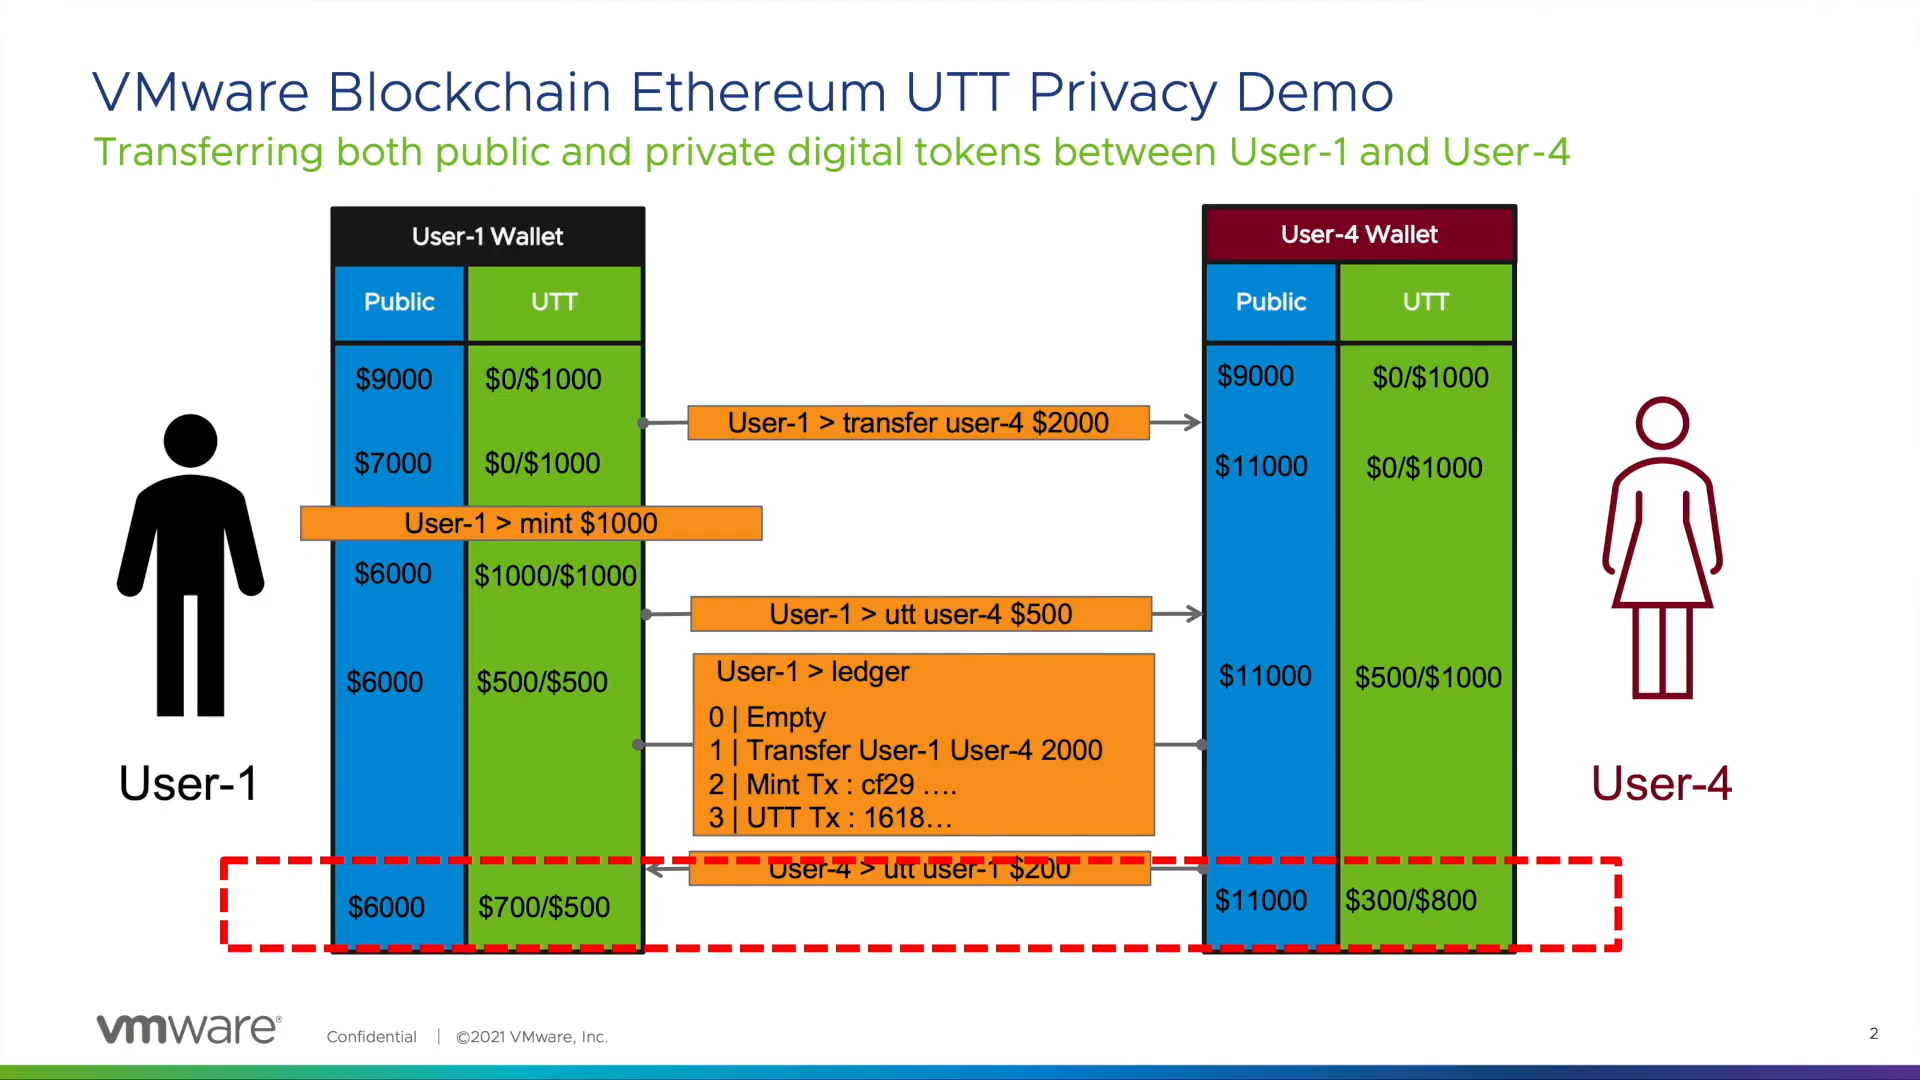 VMware Blockchain Ethereum UTT Privacy Demo
Transferring both public and private digital tokens between User-1 and User-4
User-1 Wallet
User-4 Wallet
Public UTT
Public UTT
$9000 $0/$1000
$9000 $0/$1000
User-1 > transfer user-4 $2000
$7000 $0/$1000
$11000 $0/$1000
User-1 > mint $1000
$6000 $1000/$1000
User-1 > utt user-4 $500
$6000 $500/$500
$11000 $500/$1000
User-1 > ledger
0 | Empty
1 | Transfer User-1 User-4 2000
2 | Mint Tx : cf29 ....
3 | UTT Tx : 1618...
User-1
User-4
User-4 > utt user-1 $200
$6000 $700/$500
$11000 $300/$800
vmware®
Confidential | ©2021 VMware, Inc.
2